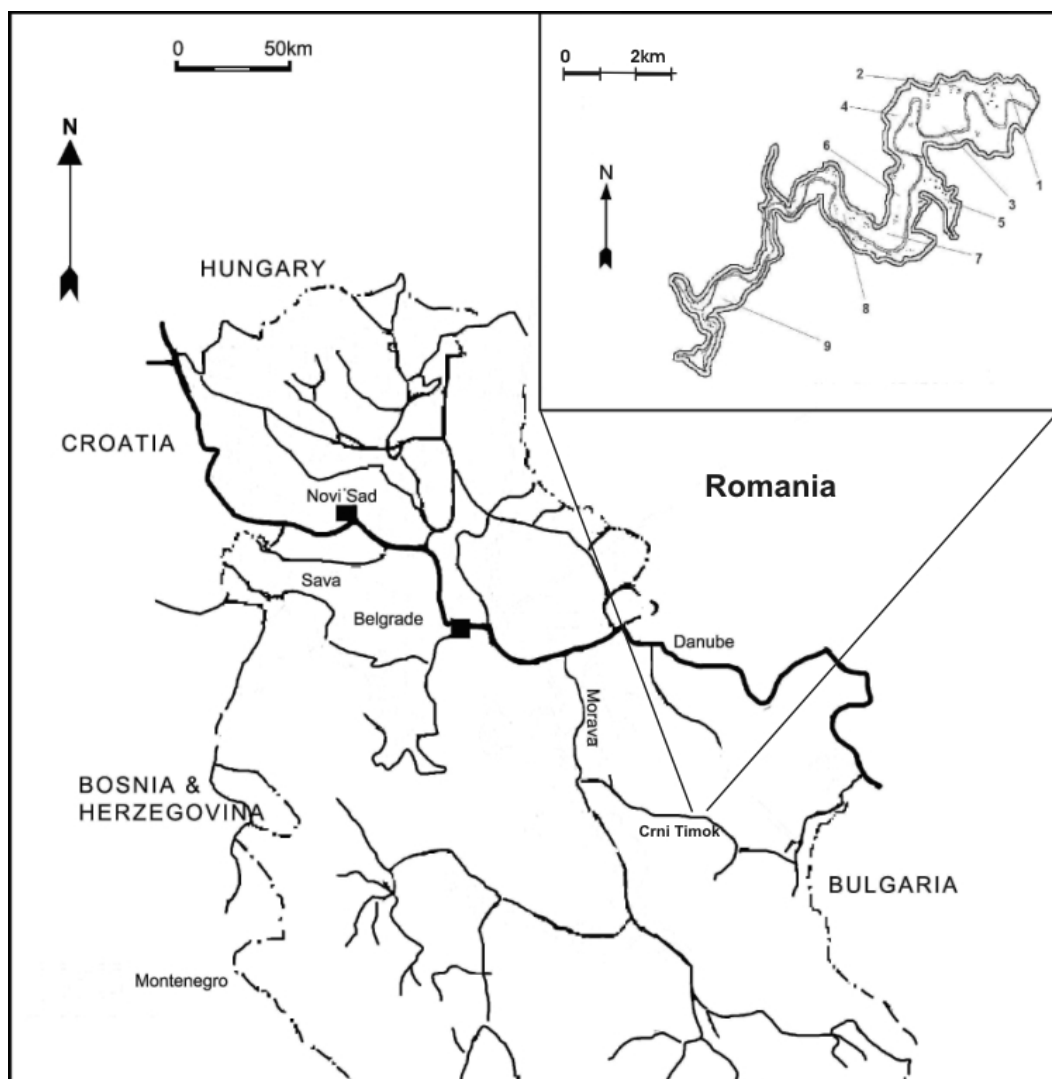 0 50km
N
0 2km
N
2
4
6
1
3
5
7
8
9
HUNGARY
CROATIA
Novi Sad
Romania
Sava
Belgrade
Danube
Morava
BOSNIA &
HERZEGOVINA
Crni Timok
BULGARIA
Montenegro